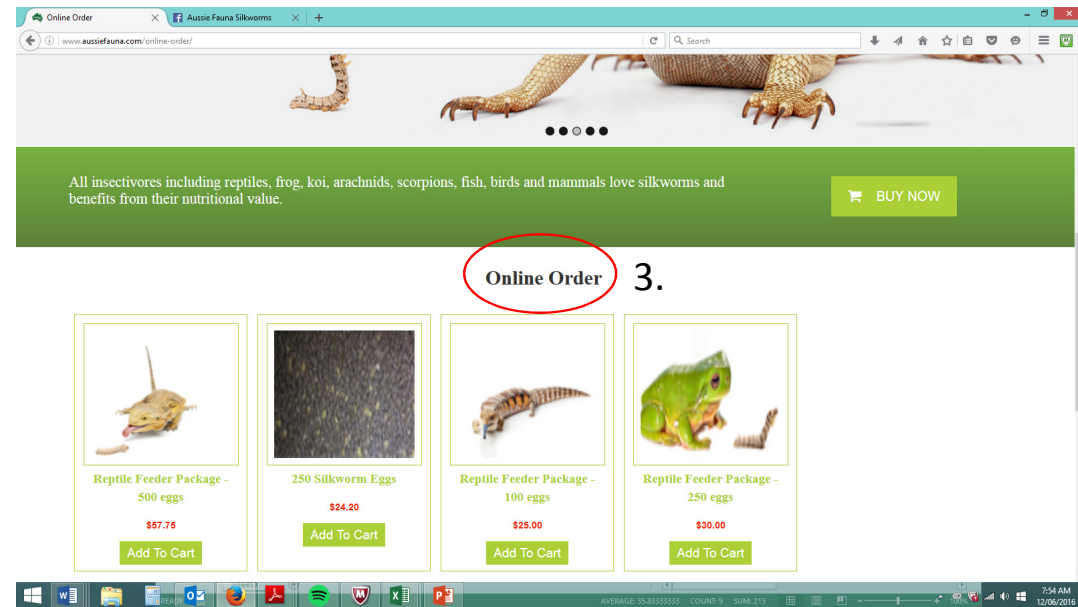 Online Order
Aussie Fauna Silkworms
www.aussiefauna.com/online-order/
Search
All insectivores including reptiles, frog, koi, arachnids, scorpions, fish, birds and mammals love silkworms and
benefits from their nutritional value.
BUY NOW
Online Order
3.
Reptile Feeder Package -
500 eggs
$57.75
Add To Cart
250 Silkworm Eggs
$24.20
Add To Cart
Reptile Feeder Package -
100 eggs
$25.00
Add To Cart
Reptile Feeder Package -
250 eggs
$30.00
Add To Cart
READY
AVERAGE: 35.83333333 COUNT: 9 SUM: 215
100%
7:54 AM
12/06/2016